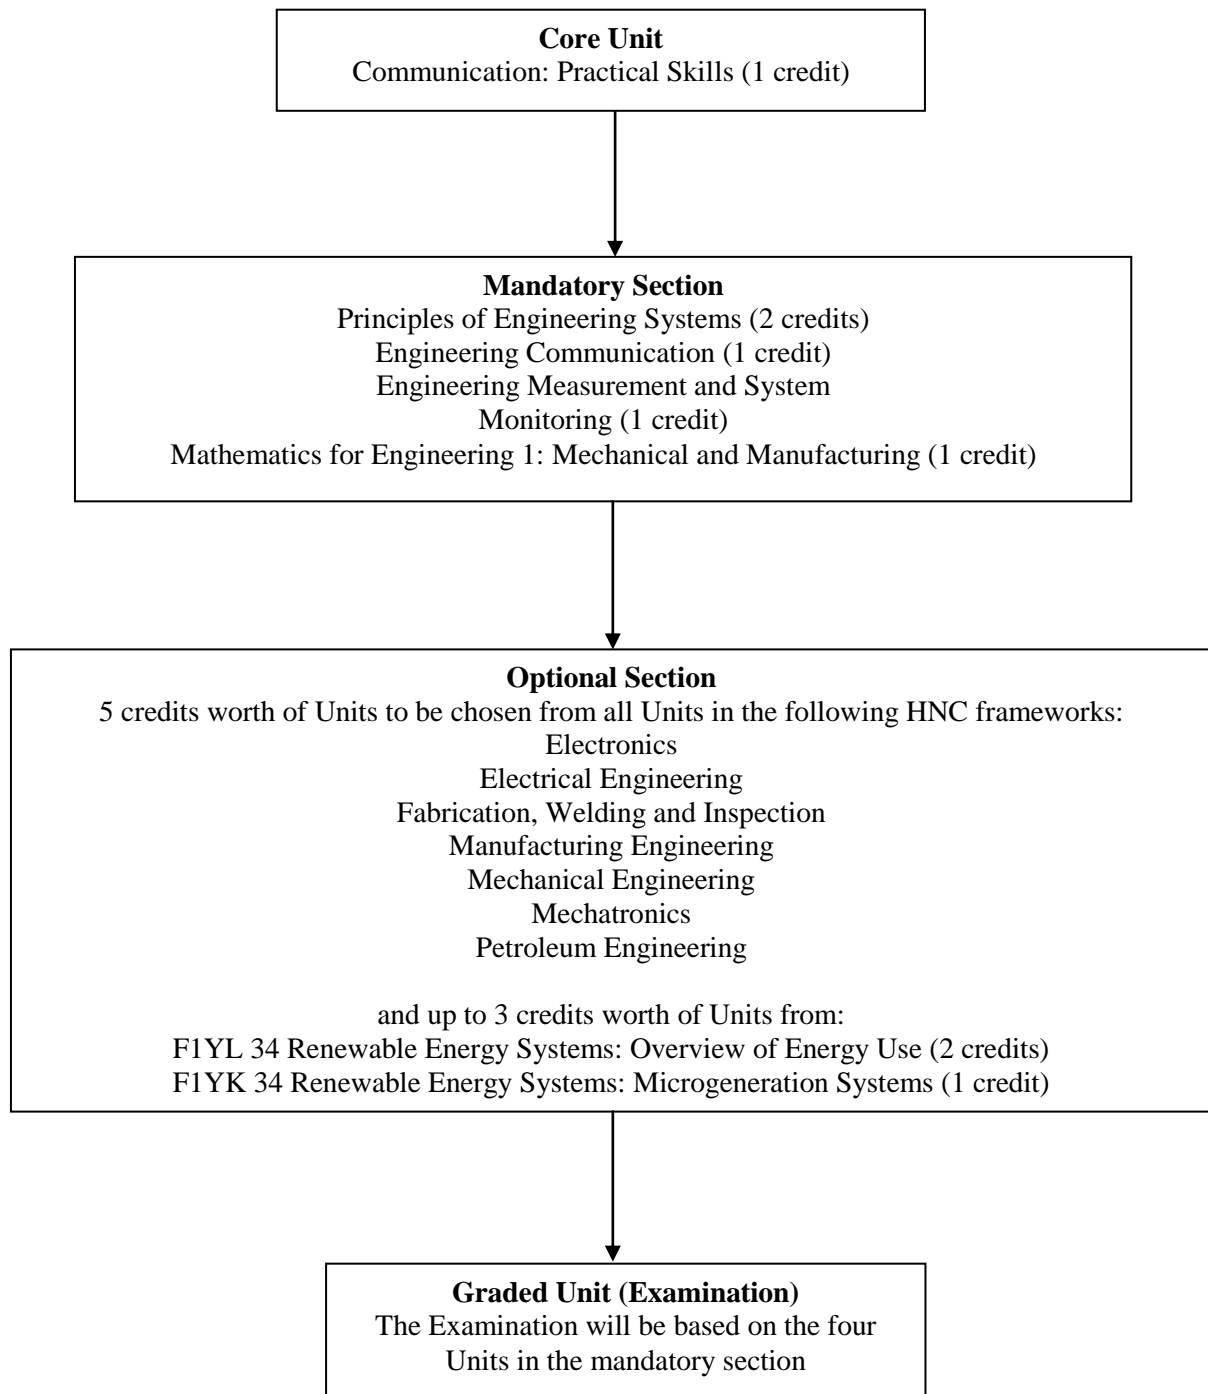 Core Unit
Communication: Practical Skills (1 credit)
Mandatory Section
Principles of Engineering Systems (2 credits)
Engineering Communication (1 credit)
Engineering Measurement and System
Monitoring (1 credit)
Mathematics for Engineering 1: Mechanical and Manufacturing (1 credit)
Optional Section
5 credits worth of Units to be chosen from all Units in the following HNC frameworks:
Electronics
Electrical Engineering
Fabrication, Welding and Inspection
Manufacturing Engineering
Mechanical Engineering
Mechatronics
Petroleum Engineering
and up to 3 credits worth of Units from:
F1YL 34 Renewable Energy Systems: Overview of Energy Use (2 credits)
F1YK 34 Renewable Energy Systems: Microgeneration Systems (1 credit)
Graded Unit (Examination)
The Examination will be based on the four
Units in the mandatory section